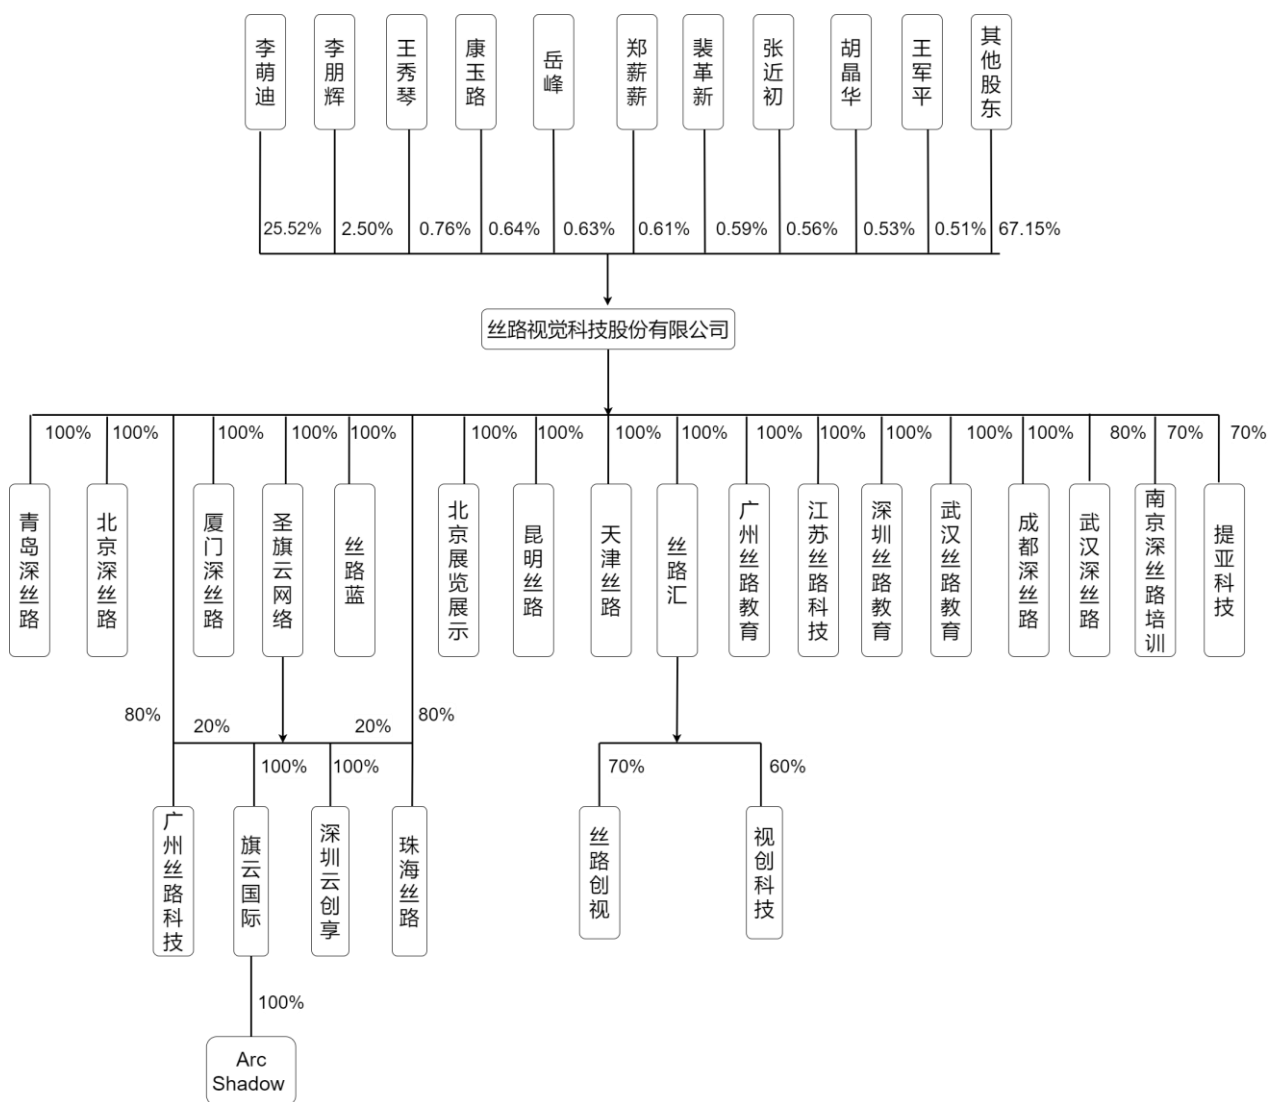 李萌迪
李朋辉
王秀琴
康玉路
岳峰
郑薪薪
裴革新
张近初
胡晶华
王军平
其他股东
25.52%
2.50%
0.76%
0.64%
0.63%
0.61%
0.59%
0.56%
0.53%
0.51%
67.15%
丝路视觉科技股份有限公司
100%
100%
100%
100%
100%
100%
100%
100%
100%
100%
100%
100%
100%
100%
80%
70%
70%
青岛深丝路
北京深丝路
厦门深丝路
圣旗云网络
丝路蓝
北京展览展示
昆明丝路
天津丝路
丝路汇
广州丝路教育
江苏丝路科技
深圳丝路教育
武汉丝路教育
成都深丝路
武汉深丝路
南京深丝路培训
提亚科技
80%
20%
20%
80%
100%
100%
70%
60%
广州丝路科技
旗云国际
深圳云创享
珠海丝路
丝路创视
视创科技
100%
Arc
Shadow